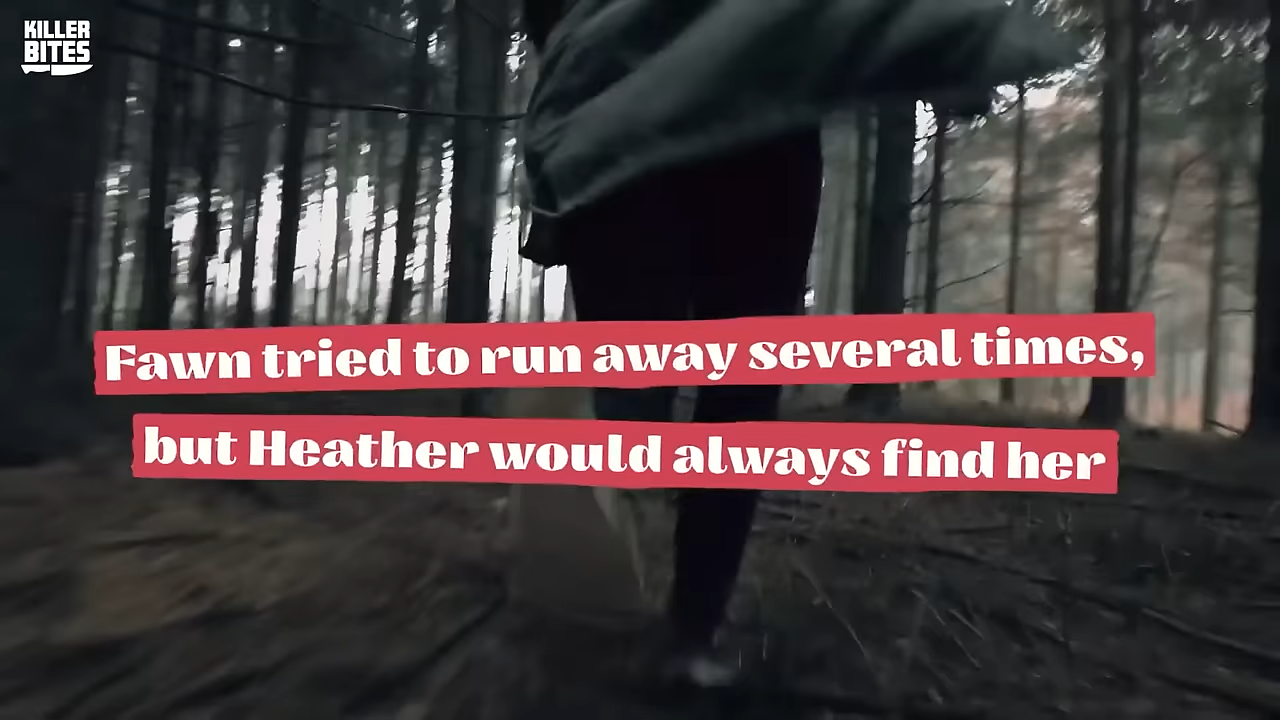 KILLER
BITES
Fawn tried to run away several times,
but Heather would always find her